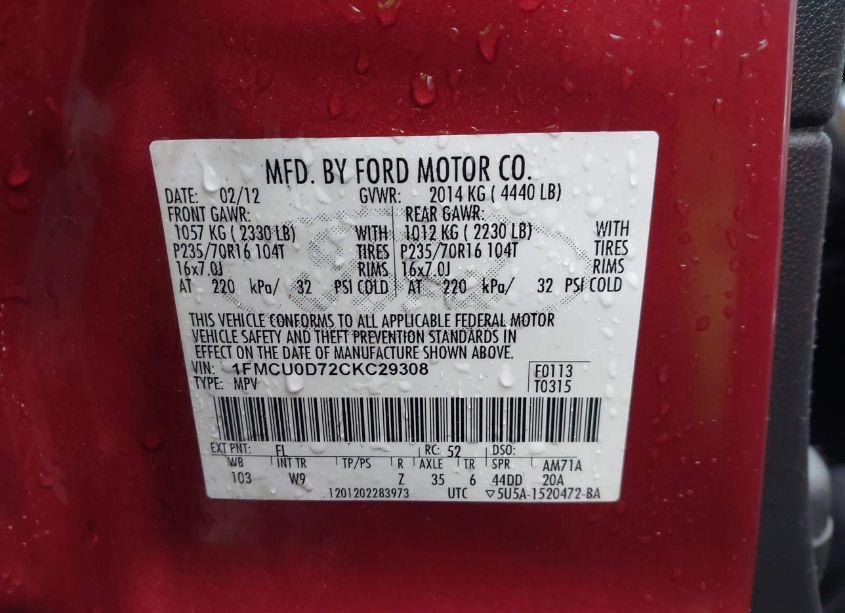 MFD. BY FORD MOTOR CO.
DATE: 02/12 GVWR: 2014 KG ( 4440 LB)
FRONT GAWR: REAR GAWR:
1057 KG ( 2330 LB) WITH 1012 KG ( 2230 LB) WITH
P235/70R16 104T TIRES P235/70R16 104T TIRES
16x7.0J RIMS 16x7.0J RIMS
AT 220 kPa/ 32 PSI COLD AT 220 kPa/ 32 PSI COLD
THIS VEHICLE CONFORMS TO ALL APPLICABLE FEDERAL MOTOR
VEHICLE SAFETY AND THEFT PREVENTION STANDARDS IN
EFFECT ON THE DATE OF MANUFACTURE SHOWN ABOVE.
VIN: 1FMCU0D72CKC29308 F0113
TYPE: MPV T0315
EXT PNT: FL RC: 52 DSO:
WB INT TR TP/PS R AXLE TR SPR AM71A
103 W9 Z 35 6 44DD 20A
1201202283973 UTC ▽5U5A-1520472-BA